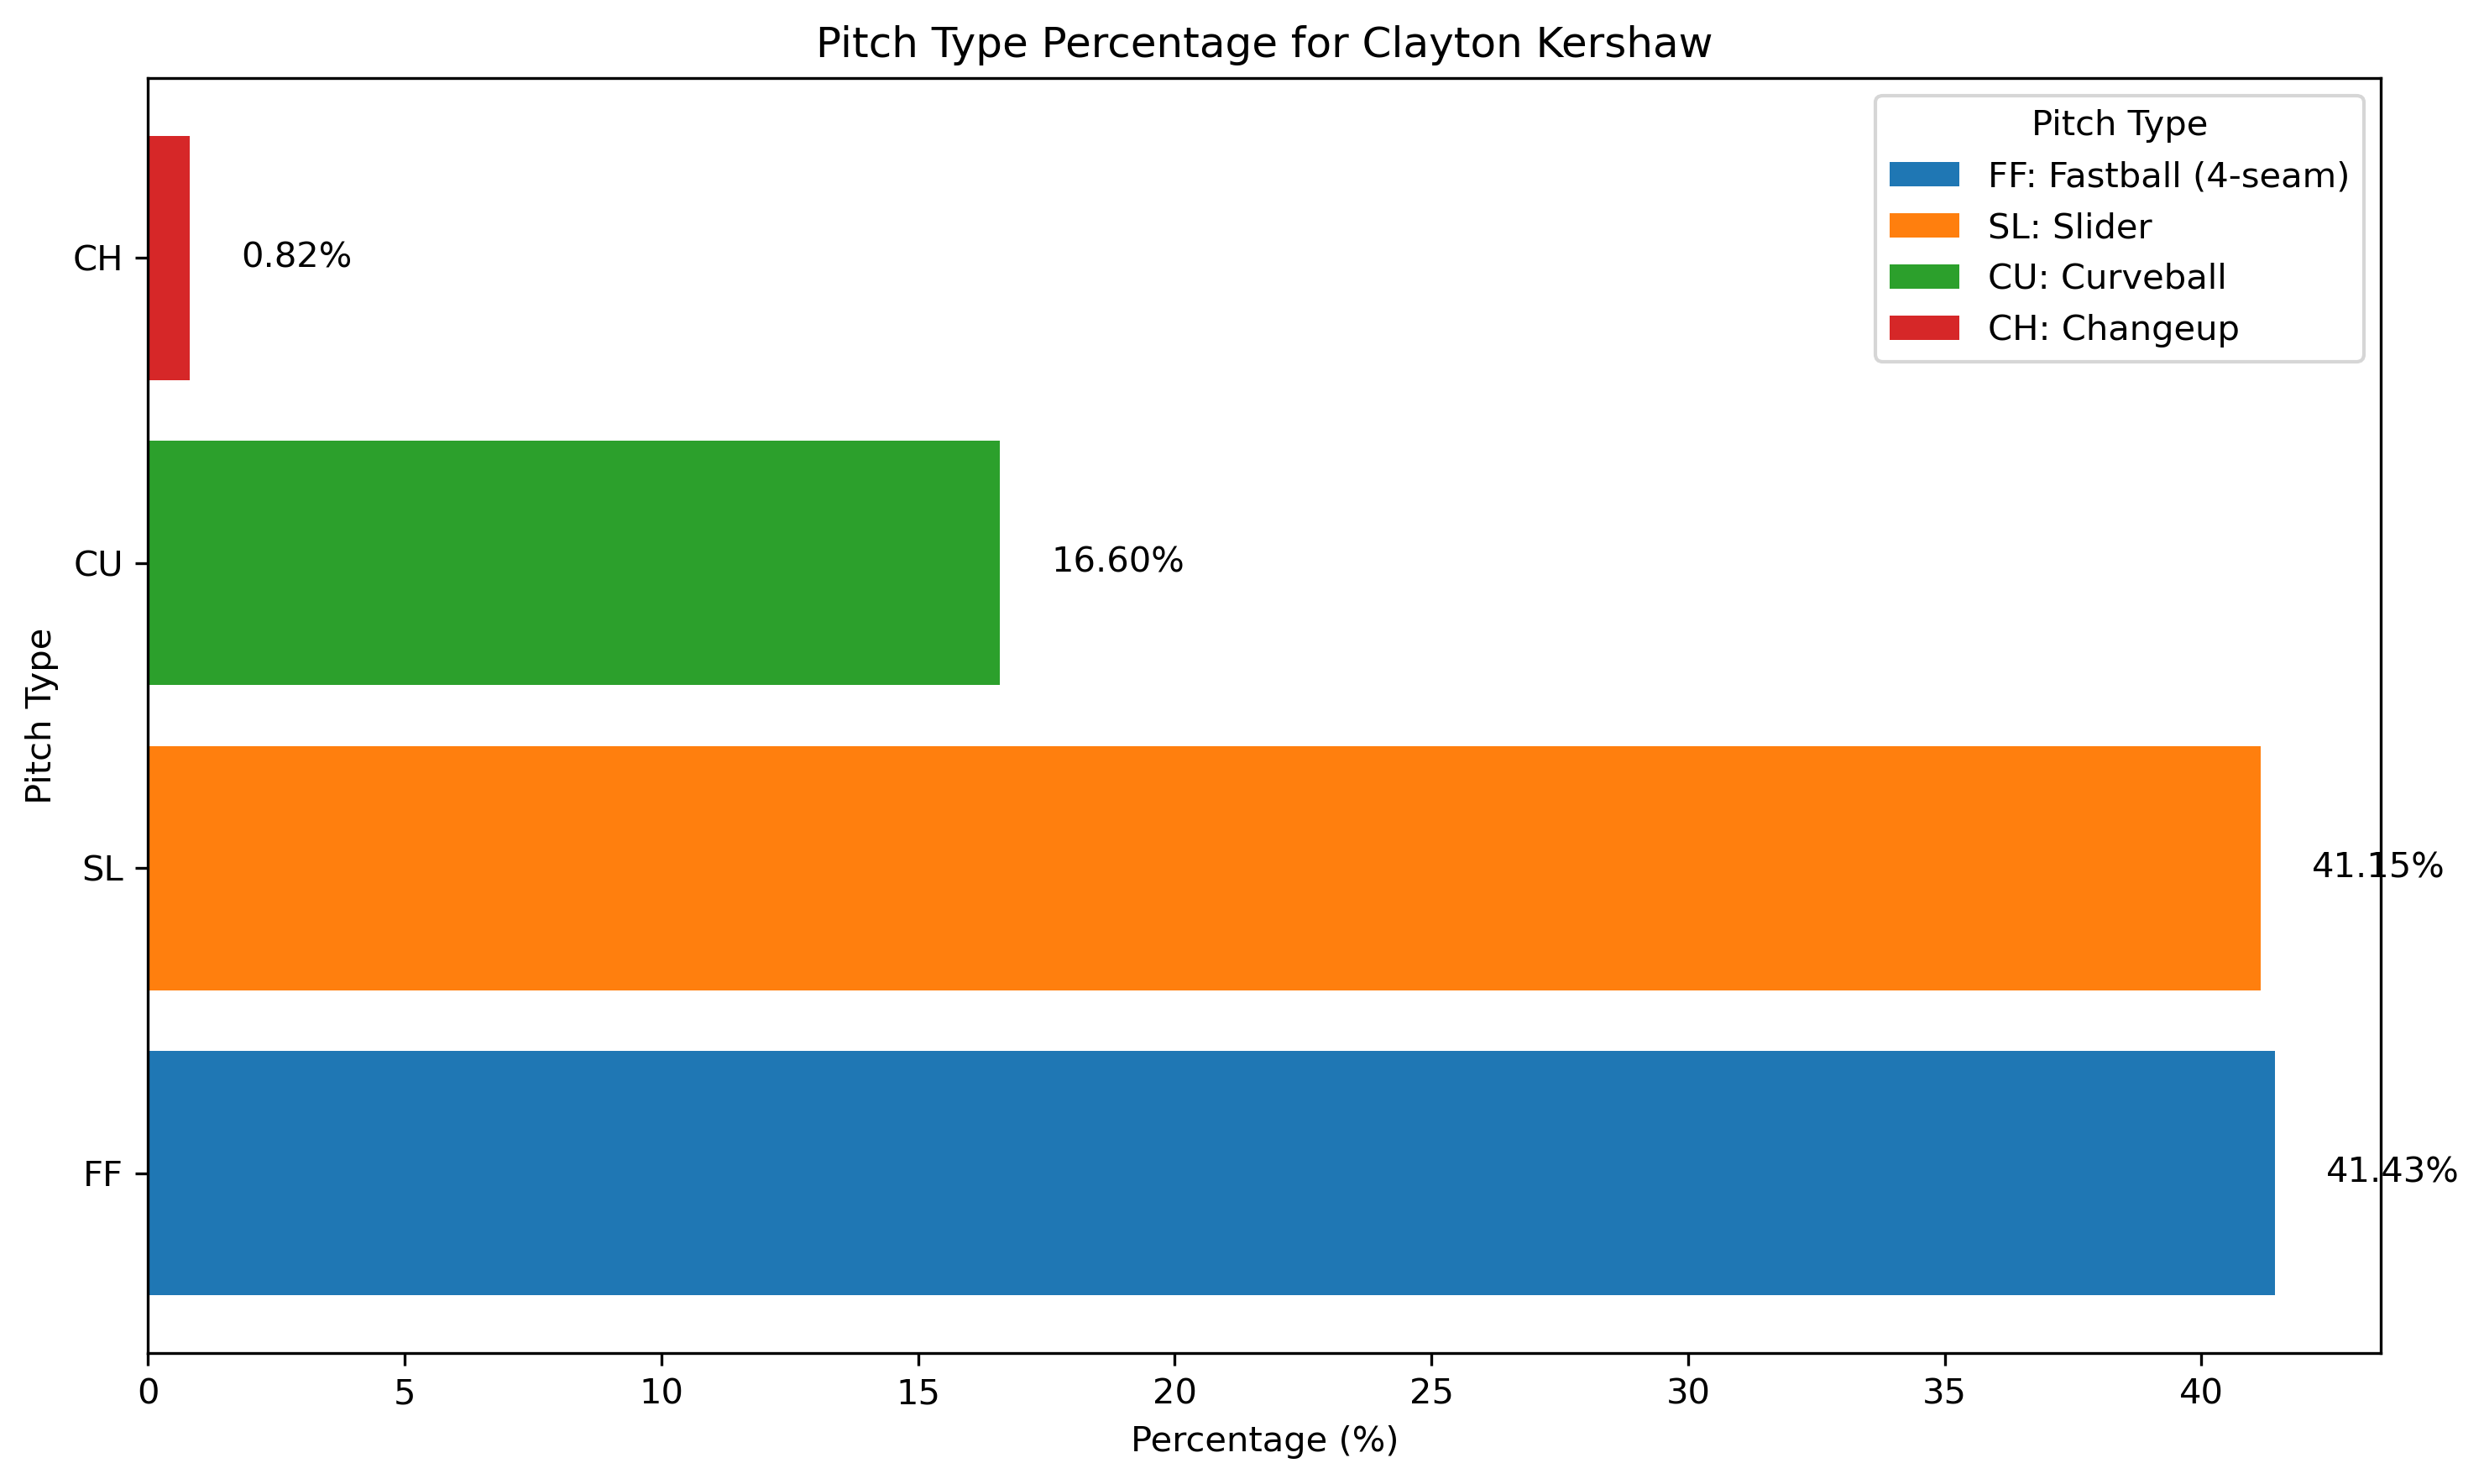 Pitch Type Percentage for Clayton Kershaw
Pitch Type
FF: Fastball (4-seam)
SL: Slider
CU: Curveball
CH: Changeup
CH
0.82%
CU
16.60%
Pitch Type
SL
41.15%
FF
41.43%
0 5 10 15 20 25 30 35 40
Percentage (%)